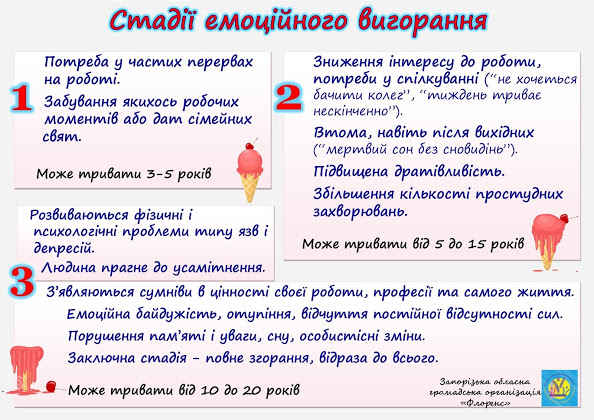 Стадії емоційного вигорання
1
Потреба у частих перервах
на роботі.
Забування якихось робочих
моментів або дат сімейних
свят.
Може тривати 3-5 років
2
Зниження інтересу до роботи,
потреби у спілкуванні (“не хочеться
бачити колег”, “тиждень триває
нескінченно”).
Втома, навіть після вихідних
(“мертвий сон без сновидінь”).
Підвищена дратівливість.
Збільшення кількості простудних
захворювань.
Може тривати від 5 до 15 років
3
Розвиваються фізичні і
психологічні проблеми типу язв і
депресій.
Людина прагне до усамітнення.
З’являються сумніви в цінності своєї роботи, професії та самого життя.
Емоційна байдужість, отупіння, відчуття постійної відсутності сил.
Порушення пам’яті і уваги, сну, особистісні зміни.
Заключна стадія - повне згорання, відраза до всього.
Може тривати від 10 до 20 років
Запорізька обласна
громадська організація
«Флоренс»